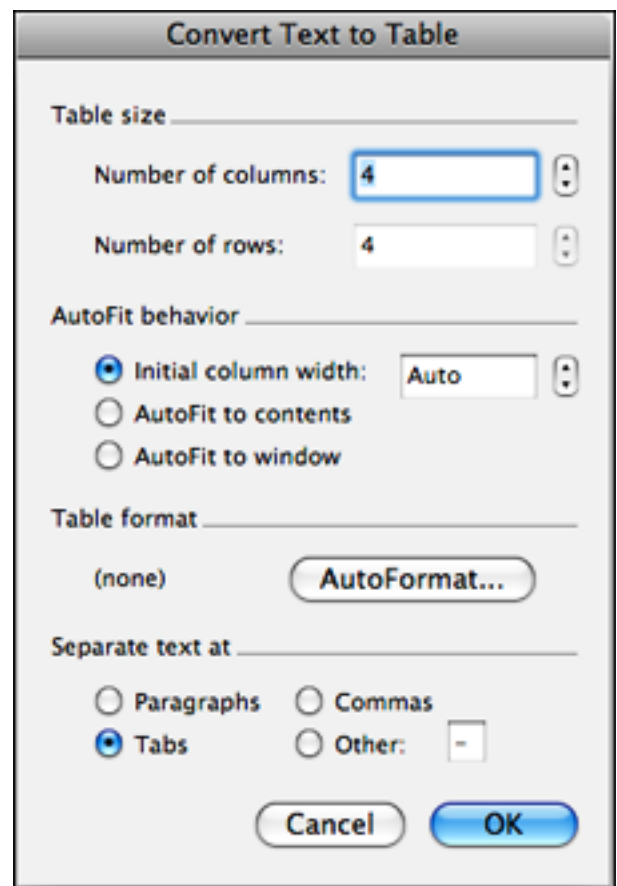 Convert Text to Table
Table size
Number of columns: 4
Number of rows: 4
AutoFit behavior
Initial column width: Auto
AutoFit to contents
AutoFit to window
Table format
(none) AutoFormat...
Separate text at
Paragraphs Commas
Tabs Other: -
Cancel OK